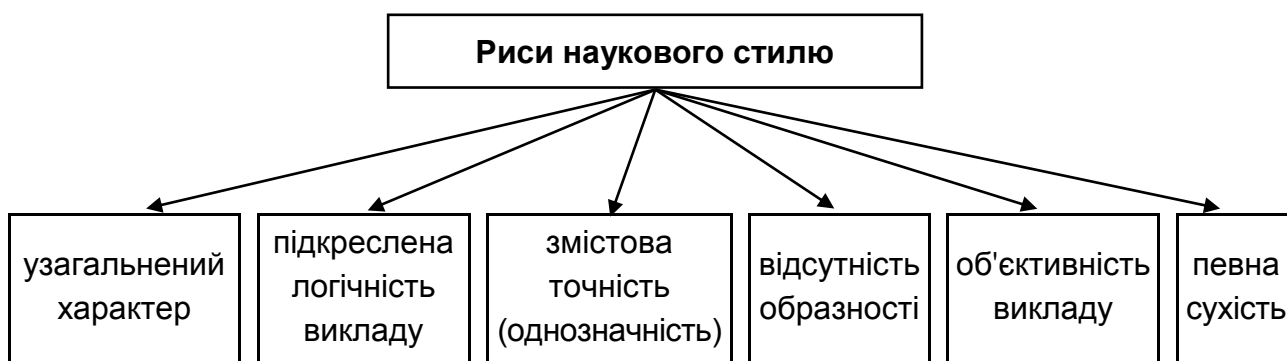 Риси наукового стилю
узагальнений
характер
підкреслена
логічність
викладу
змістова
точність
(однозначність)
відсутність
образності
об'єктивність
викладу
певна
сухість